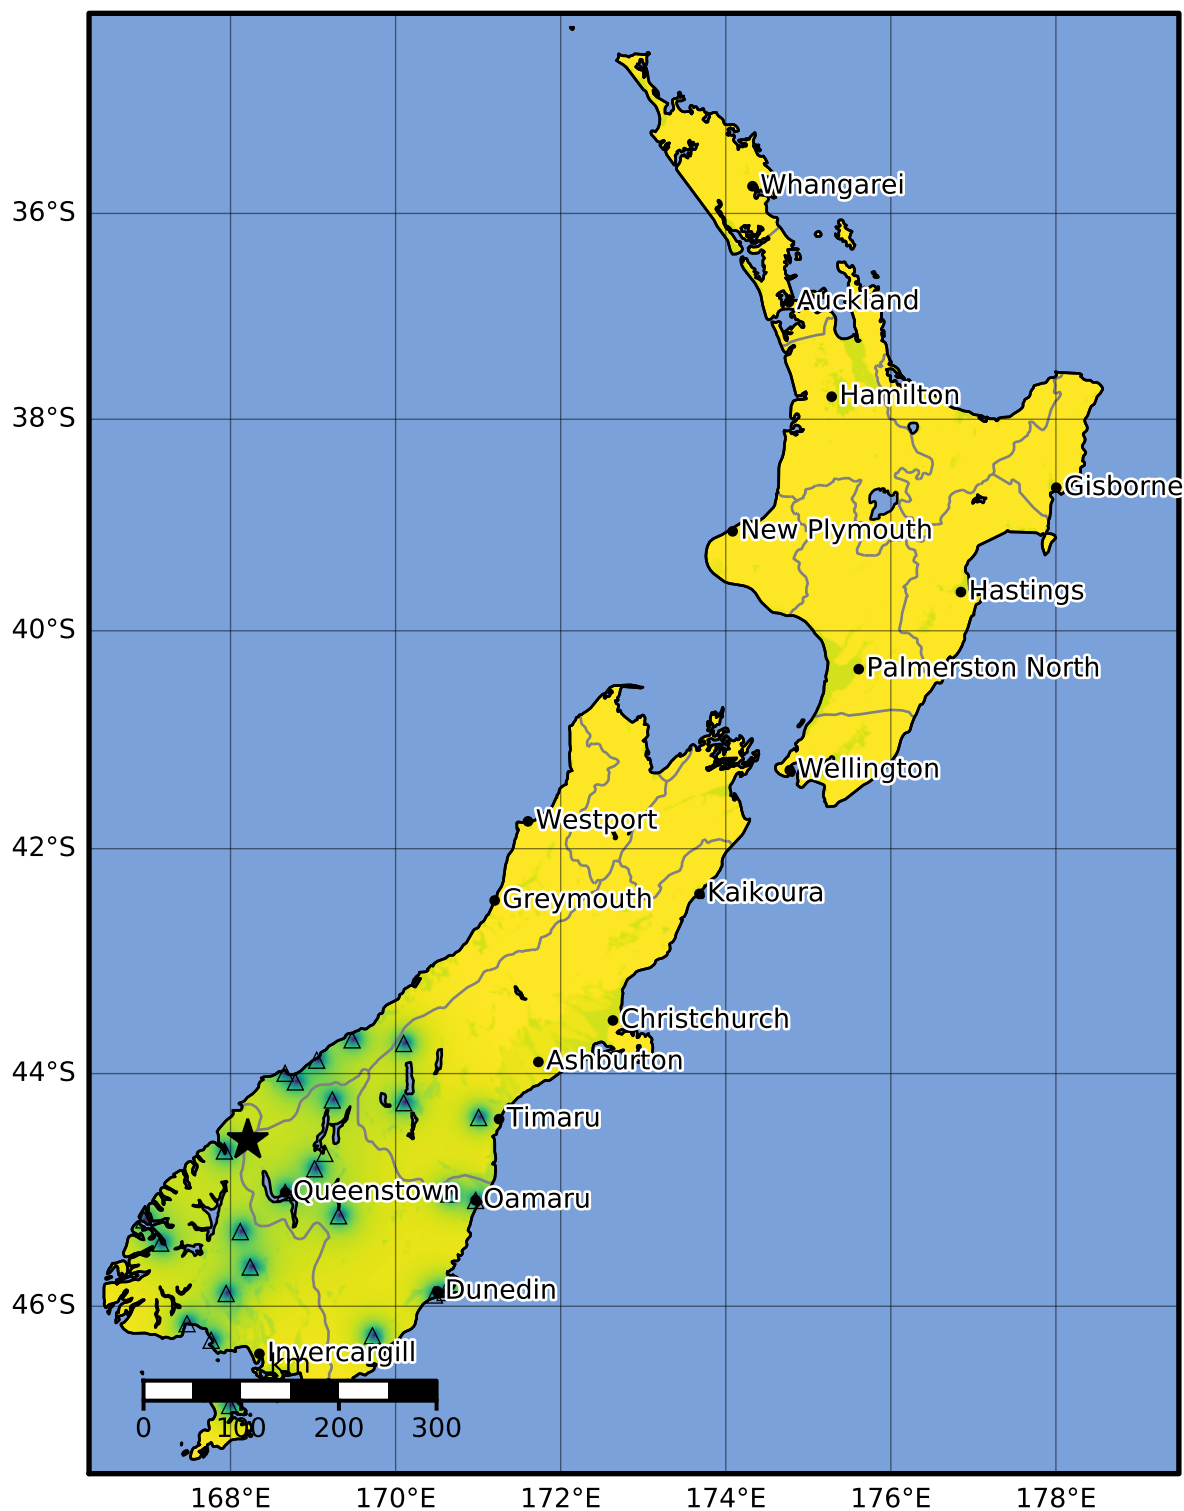 Whangarei
36°S
Auckland
Hamilton
38°S
Gisborne
New Plymouth
Hastings
40°S
Palmerston North
Wellington
Westport
42°S
Kaikoura
Greymouth
Christchurch
Ashburton
44°S
Timaru
Queenstown
Oamaru
Dunedin
46°S
Invercargill
km
0 100 200 300
168°E 170°E 172°E 174°E 176°E 178°E